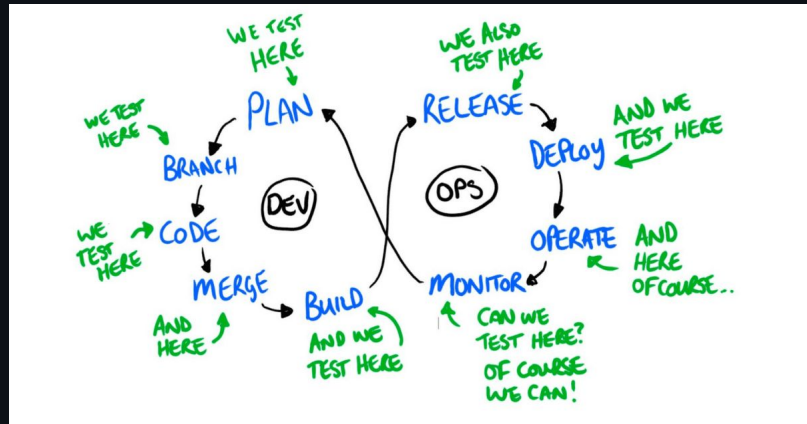 WE TEST
HERE
PLAN
WE TEST
HERE
BRANCH
WE
TEST
HERE
CODE
MERGE
AND
HERE
BUILD
AND WE
TEST HERE
DEV
WE ALSO
TEST HERE
RELEASE
AND WE
TEST HERE
DEPLOY
OPS
OPERATE
AND
HERE
OFCOURSE..
MONITOR
CAN WE
TEST HERE?
OF COURSE
WE CAN!